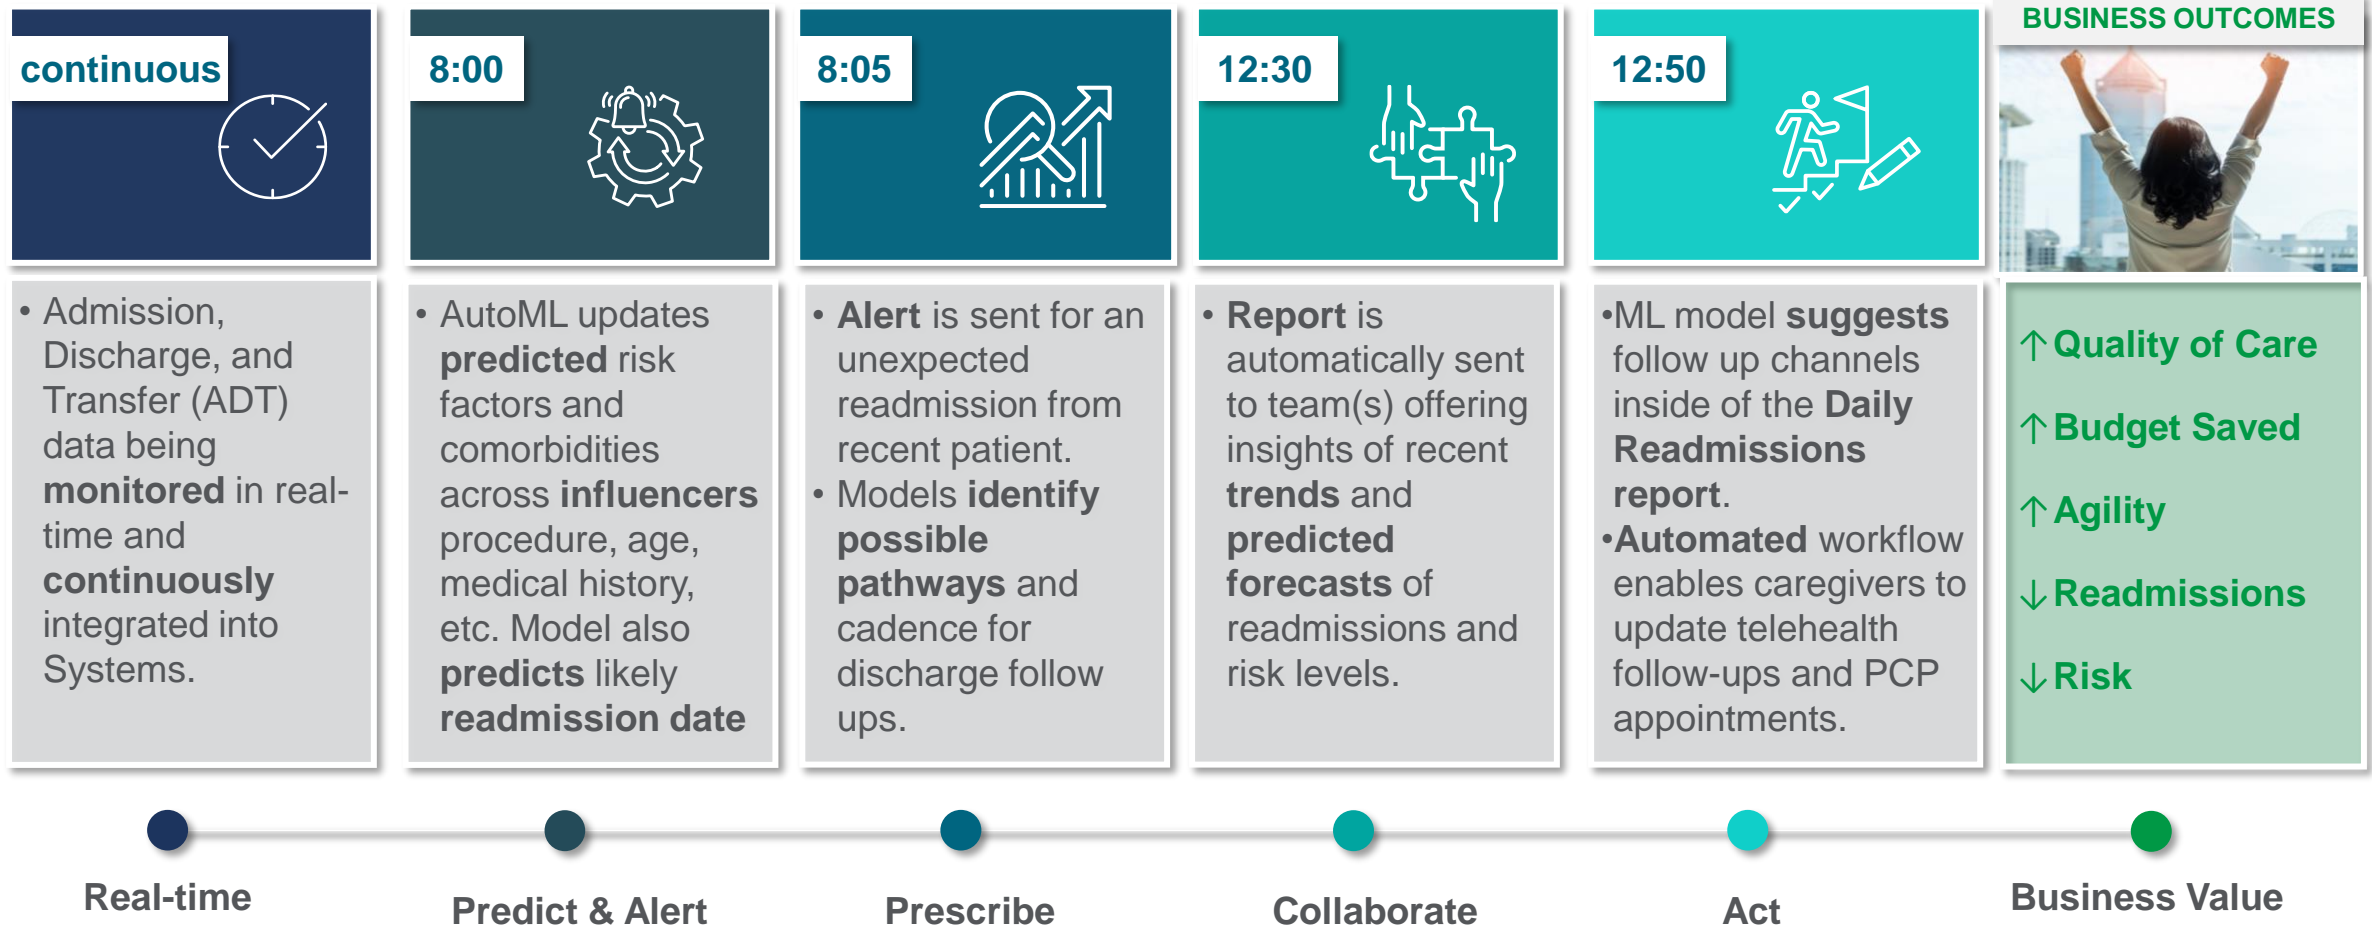 continuous
• Admission,
Discharge, and
Transfer (ADT)
data being
monitored in real-
time and
continuously
integrated into
Systems.
8:00
• AutoML updates
predicted risk
factors and
comorbidities
across influencers
procedure, age,
medical history,
etc. Model also
predicts likely
readmission date
8:05
• Alert is sent for an
unexpected
readmission from
recent patient.
• Models identify
possible
pathways and
cadence for
discharge follow
ups.
12:30
• Report is
automatically sent
to team(s) offering
insights of recent
trends and
predicted
forecasts of
readmissions and
risk levels.
12:50
•ML model suggests
follow up channels
inside of the Daily
Readmissions
report.
•Automated workflow
enables caregivers to
update telehealth
follow-ups and PCP
appointments.
BUSINESS OUTCOMES
↑ Quality of Care
↑ Budget Saved
↑ Agility
↓ Readmissions
↓ Risk
Real-time
Predict & Alert
Prescribe
Collaborate
Act
Business Value